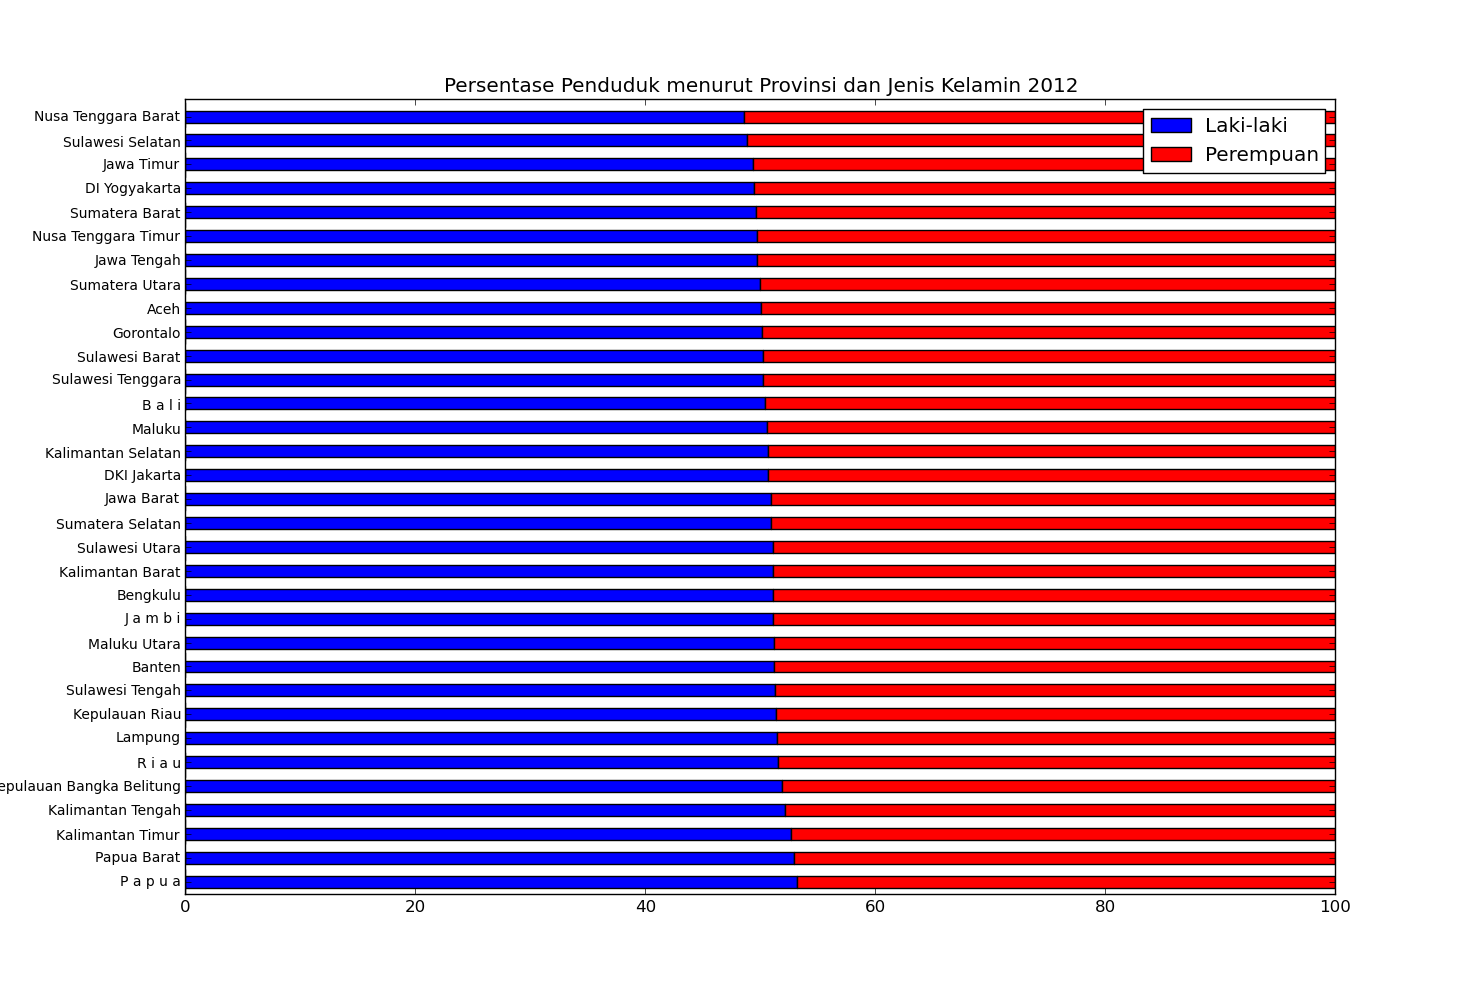 Persentase Penduduk menurut Provinsi dan Jenis Kelamin 2012
Laki-laki
Perempuan
Nusa Tenggara Barat
Sulawesi Selatan
Jawa Timur
DI Yogyakarta
Sumatera Barat
Nusa Tenggara Timur
Jawa Tengah
Sumatera Utara
Aceh
Gorontalo
Sulawesi Barat
Sulawesi Tenggara
B a l i
Maluku
Kalimantan Selatan
DKI Jakarta
Jawa Barat
Sumatera Selatan
Sulawesi Utara
Kalimantan Barat
Bengkulu
J a m b i
Maluku Utara
Banten
Sulawesi Tengah
Kepulauan Riau
Lampung
R i a u
epulauan Bangka Belitung
Kalimantan Tengah
Kalimantan Timur
Papua Barat
P a p u a
0 20 40 60 80 100